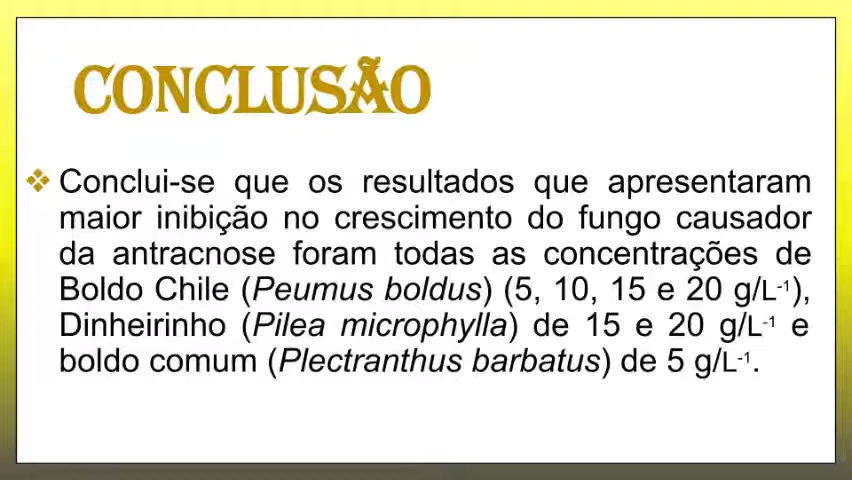 CONCLUSÃO
❖ Conclui-se que os resultados que apresentaram
maior inibição no crescimento do fungo causador
da antracnose foram todas as concentrações de
Boldo Chile (Peumus boldus) (5, 10, 15 e 20 g/L⁻¹),
Dinheirinho (Pilea microphylla) de 15 e 20 g/L⁻¹ e
boldo comum (Plectranthus barbatus) de 5 g/L⁻¹.